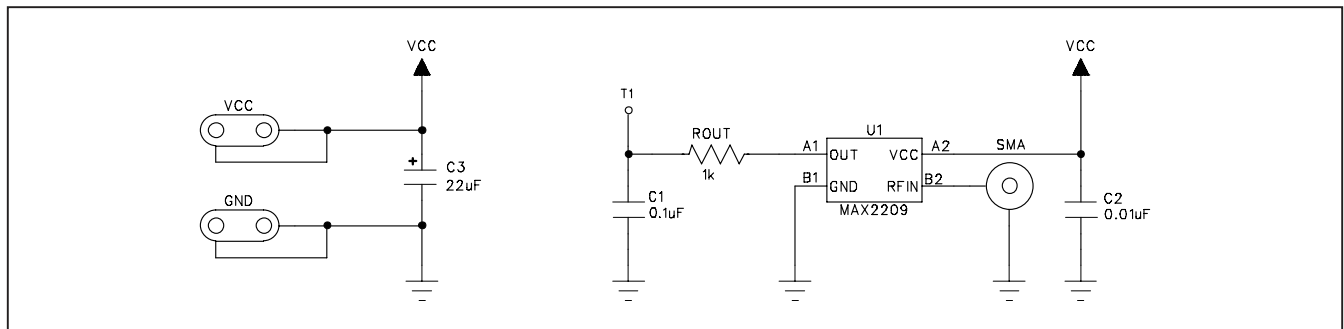 VCC
VCC
+
C3
22uF
GND
T1
ROUT
1k
C1
0.1uF
U1
A1
OUT
VCC
A2
B1
GND
RFIN
B2
MAX2209
SMA
VCC
C2
0.01uF